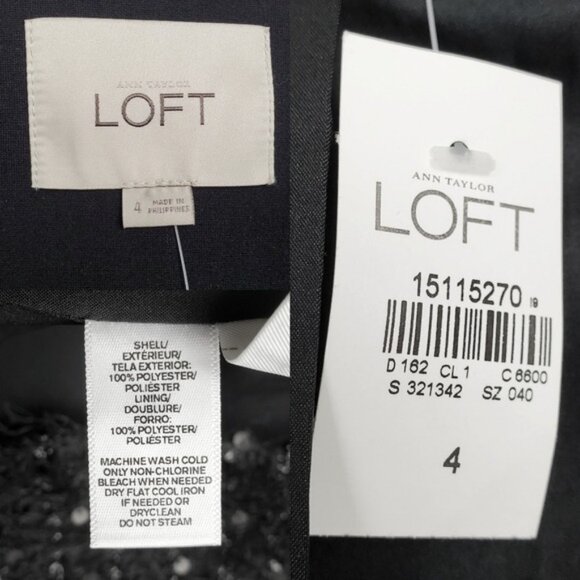 ANN TAYLOR
LOFT
4
MADE IN
PHILIPPINES
SHELL/
EXTÉRIEUR/
TELA EXTERIOR:
100% POLYESTER/
POLIÉSTER
LINING/
DOUBLURE/
FORRO:
100% POLYESTER/
POLIÉSTER
MACHINE WASH COLD
ONLY NON-CHLORINE
BLEACH WHEN NEEDED
DRY FLAT COOL IRON
IF NEEDED OR
DRYCLEAN
DO NOT STEAM
ANN TAYLOR
LOFT
15115270 19
D 162 CL 1 C 6600
S 321342 SZ 040
4